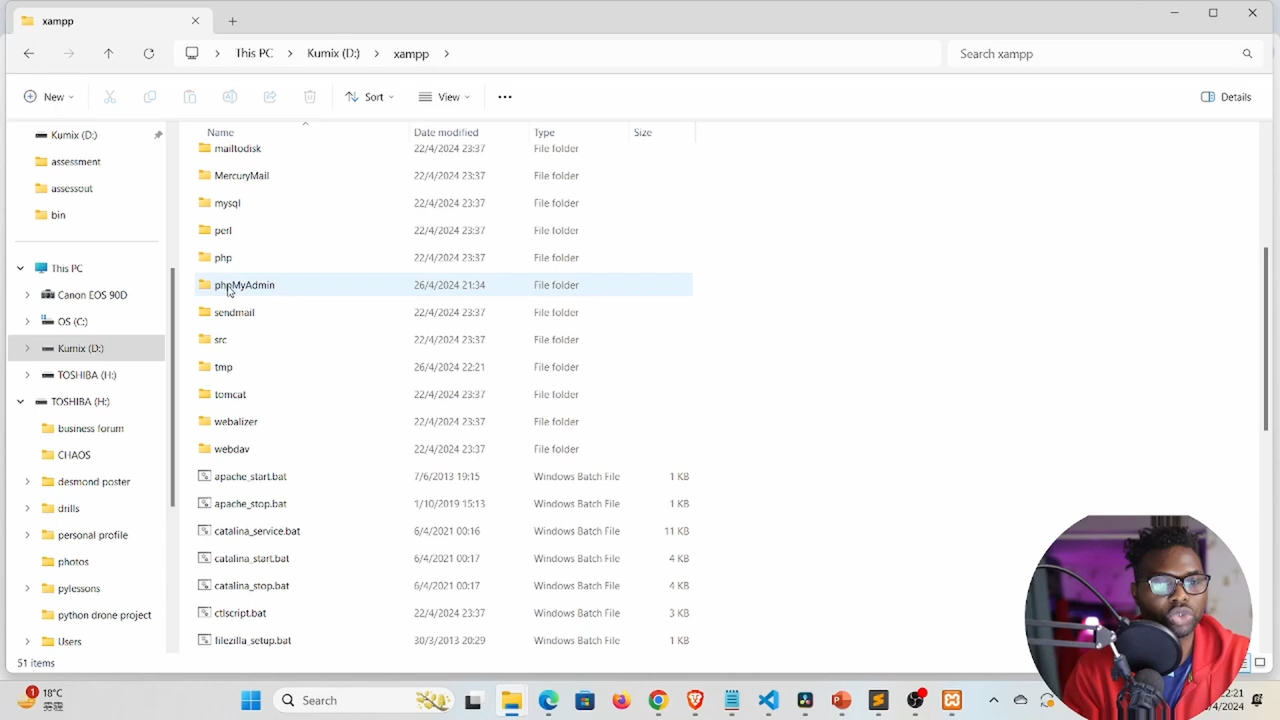 xampp
This PC
Kumix (D:)
xampp
Search xampp
New
Sort
View
Details
Name
Date modified
Type
Size
Kumix (D:)
assessment
assessout
bin
This PC
Canon EOS 90D
OS (C:)
Kumix (D:)
TOSHIBA (H:)
TOSHIBA (H:)
business forum
CHAOS
desmond poster
drills
personal profile
photos
pylessons
python drone project
Users
mailtodisk 22/4/2024 23:37 File folder
MercuryMail 22/4/2024 23:37 File folder
mysql 22/4/2024 23:37 File folder
perl 22/4/2024 23:37 File folder
php 22/4/2024 23:37 File folder
phpMyAdmin 26/4/2024 21:34 File folder
sendmail 22/4/2024 23:37 File folder
src 22/4/2024 23:37 File folder
tmp 26/4/2024 22:21 File folder
tomcat 22/4/2024 23:37 File folder
webalizer 22/4/2024 23:37 File folder
webdav 22/4/2024 23:37 File folder
apache_start.bat 7/6/2013 19:15 Windows Batch File 1 KB
apache_stop.bat 1/10/2019 15:13 Windows Batch File 1 KB
catalina_service.bat 6/4/2021 00:16 Windows Batch File 11 KB
catalina_start.bat 6/4/2021 00:17 Windows Batch File 4 KB
catalina_stop.bat 6/4/2021 00:17 Windows Batch File 4 KB
ctlscript.bat 22/4/2024 23:37 Windows Batch File 3 KB
filezilla_setup.bat 30/3/2013 20:29 Windows Batch File 1 KB
51 items
1
18°C
Search